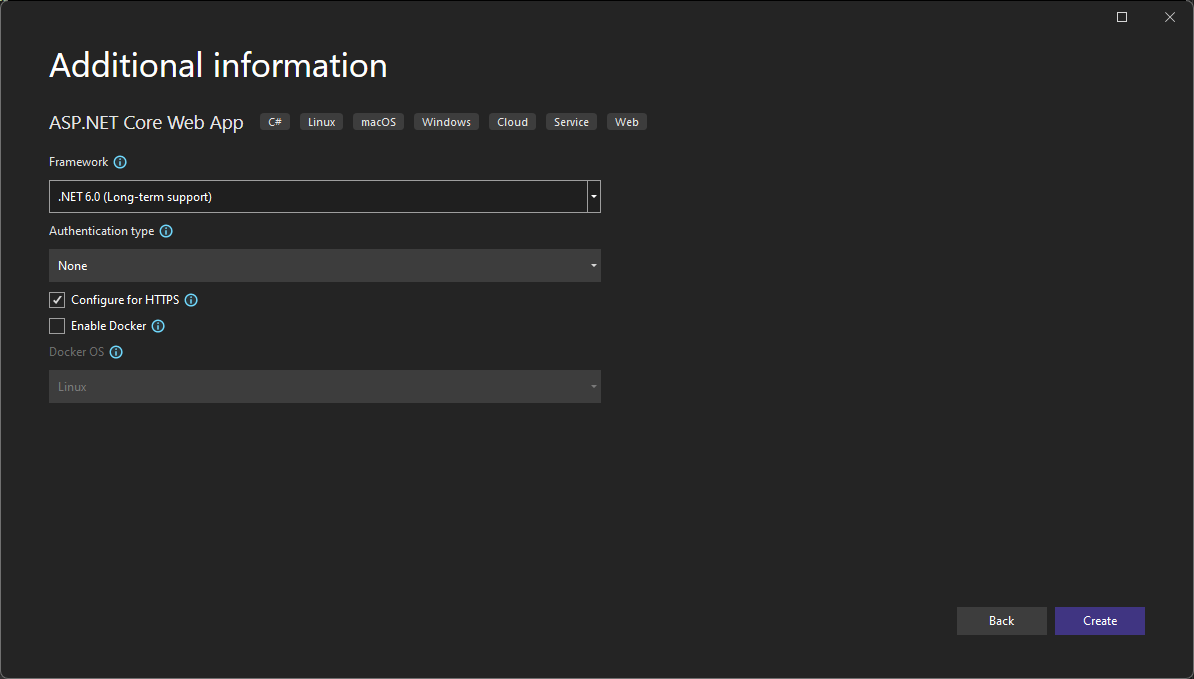 Additional information
ASP.NET Core Web App C# Linux macOS Windows Cloud Service Web
Framework
.NET 6.0 (Long-term support)
Authentication type
None
Configure for HTTPS
Enable Docker
Docker OS
Linux
Back Create